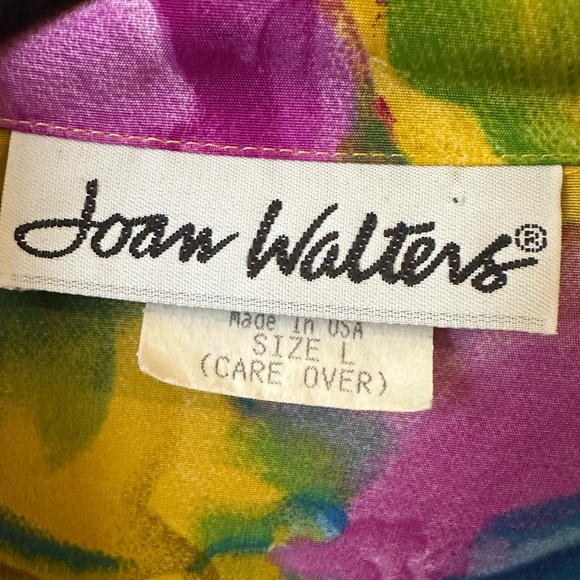 Joan Walters®
Made in USA
SIZE L
(CARE OVER)